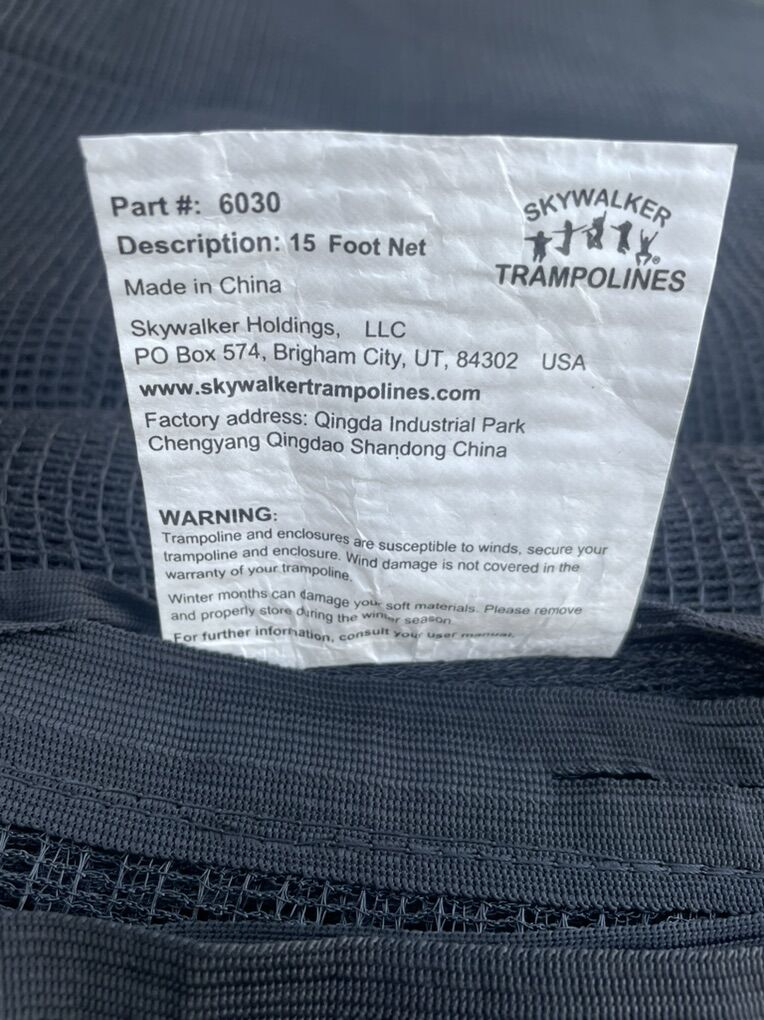 Part #: 6030
Description: 15 Foot Net
Made in China
SKYWALKER
TRAMPOLINES®
Skywalker Holdings, LLC
PO Box 574, Brigham City, UT, 84302 USA
www.skywalkertrampolines.com
Factory address: Qingda Industrial Park
Chengyang Qingdao Shandong China
WARNING:
Trampoline and enclosures are susceptible to winds, secure your
trampoline and enclosure. Wind damage is not covered in the
warranty of your trampoline.
Winter months can damage your soft materials. Please remove
and properly store during the winter season
For further information, consult your user manual.